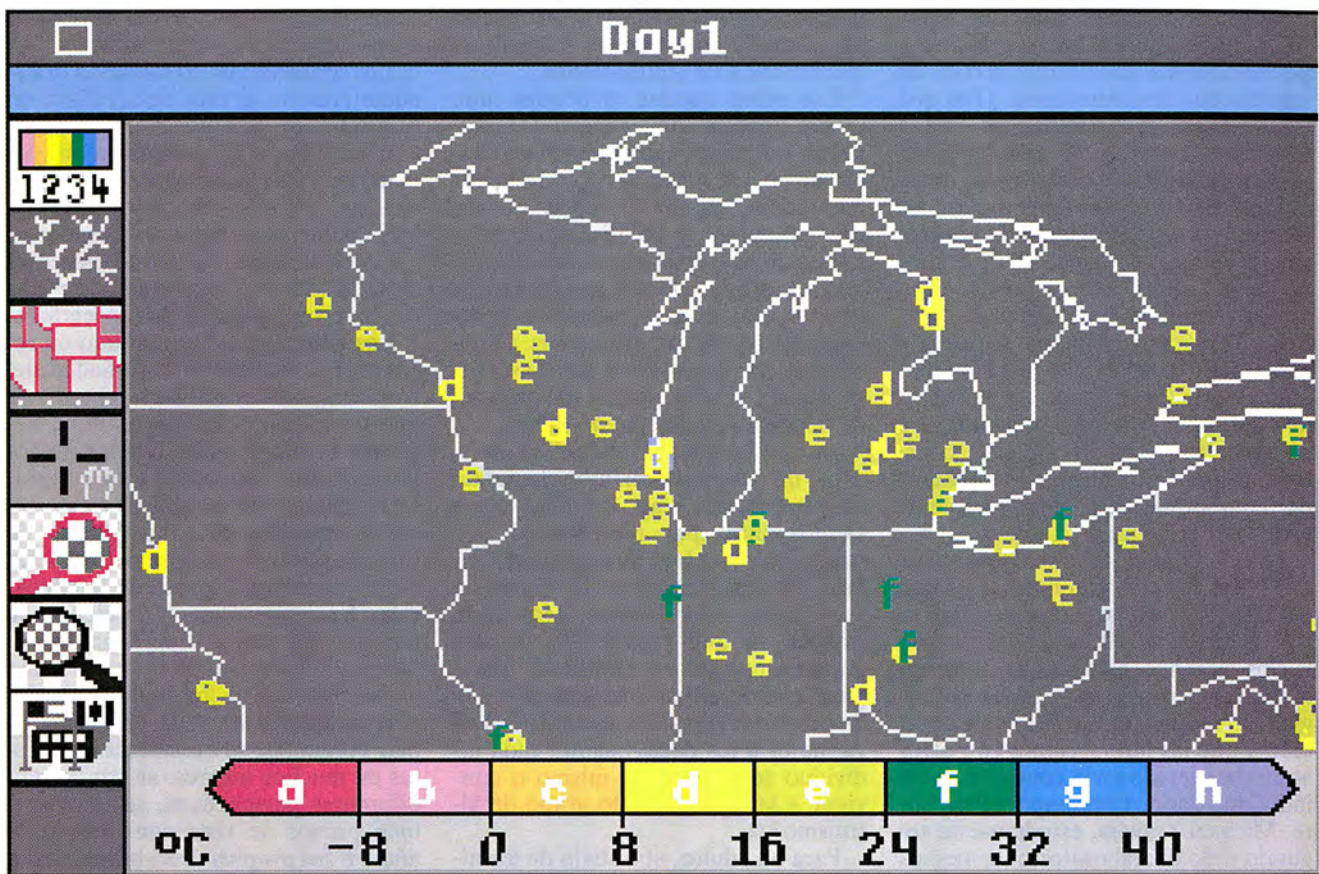 Day1
1234
d
e d
e e e e
e
d d e
d e e d e e e
d d e
e e e e
e e
e f
d e e
d
e e
e f f
e e f
e d
e
f e
a b c d e f g h
°C -8 0 8 16 24 32 40